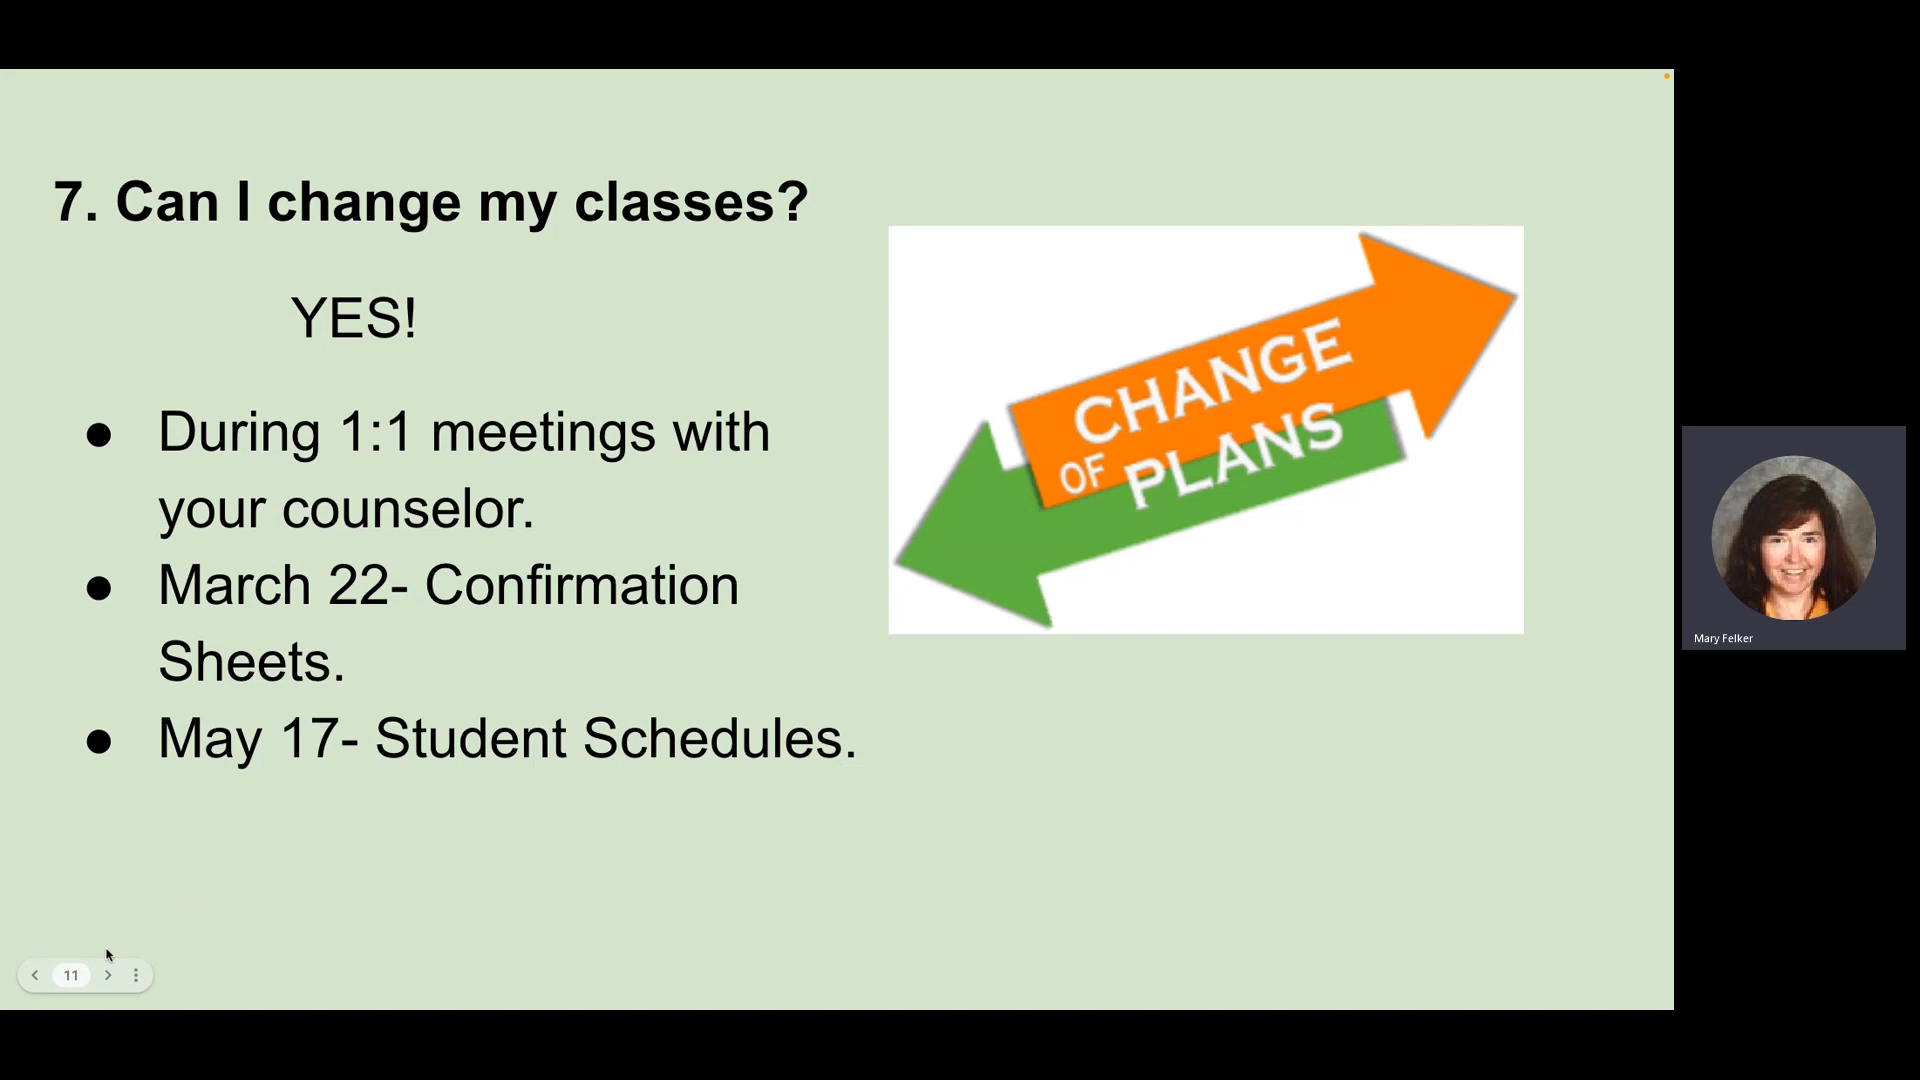 7. Can I change my classes?
YES!
● During 1:1 meetings with
your counselor.
● March 22- Confirmation
Sheets.
● May 17- Student Schedules.
CHANGE
OF PLANS
Mary Felker
11